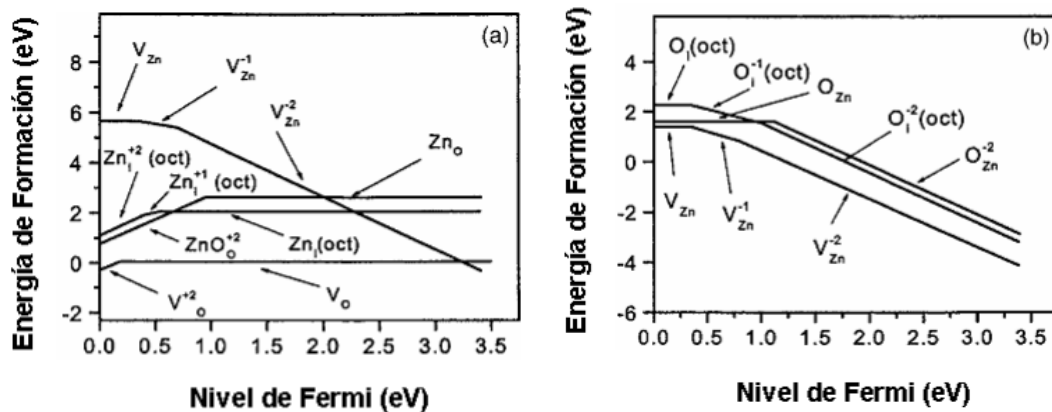 Energía de Formación (eV)
(a)
8
6
4
2
0
-2
V_Zn
V_Zn^-1
V_Zn^-2
Zn_O
Zn_I^+2 (oct)
Zn_I^+1 (oct)
ZnO_O^+2
Zn_I(oct)
V_O^+2
V_O
0.0 0.5 1.0 1.5 2.0 2.5 3.0 3.5
Nivel de Fermi (eV)
Energía de Formación (eV)
(b)
4
2
0
-2
-4
-6
O_I(oct)
O_I^-1(oct)
O_Zn
O_I^-2(oct)
O_Zn^-2
V_Zn
V_Zn^-1
V_Zn^-2
0.0 0.5 1.0 1.5 2.0 2.5 3.0 3.5
Nivel de Fermi (eV)